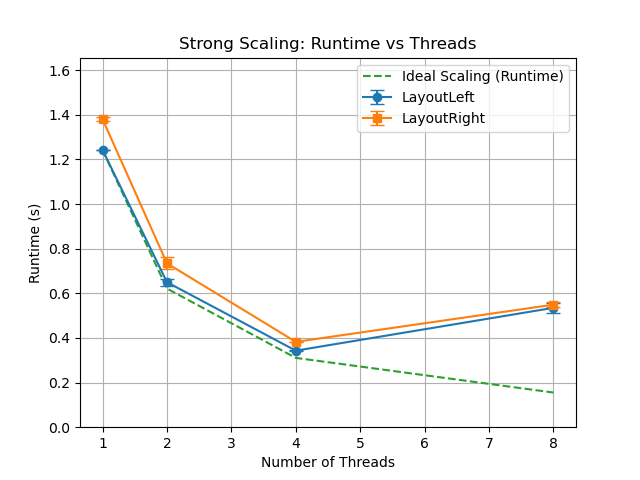 Strong Scaling: Runtime vs Threads
Ideal Scaling (Runtime)
LayoutLeft
LayoutRight
Runtime (s)
1.6
1.4
1.2
1.0
0.8
0.6
0.4
0.2
0.0
1 2 3 4 5 6 7 8
Number of Threads